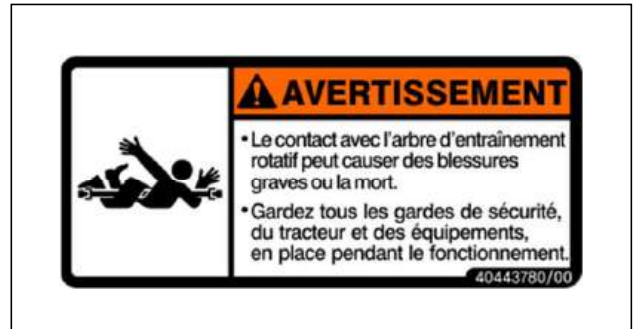 AVERTISSEMENT
• Le contact avec l'arbre d'entraînement
rotatif peut causer des blessures
graves ou la mort.
• Gardez tous les gardes de sécurité,
du tracteur et des équipements,
en place pendant le fonctionnement.
40443780/00